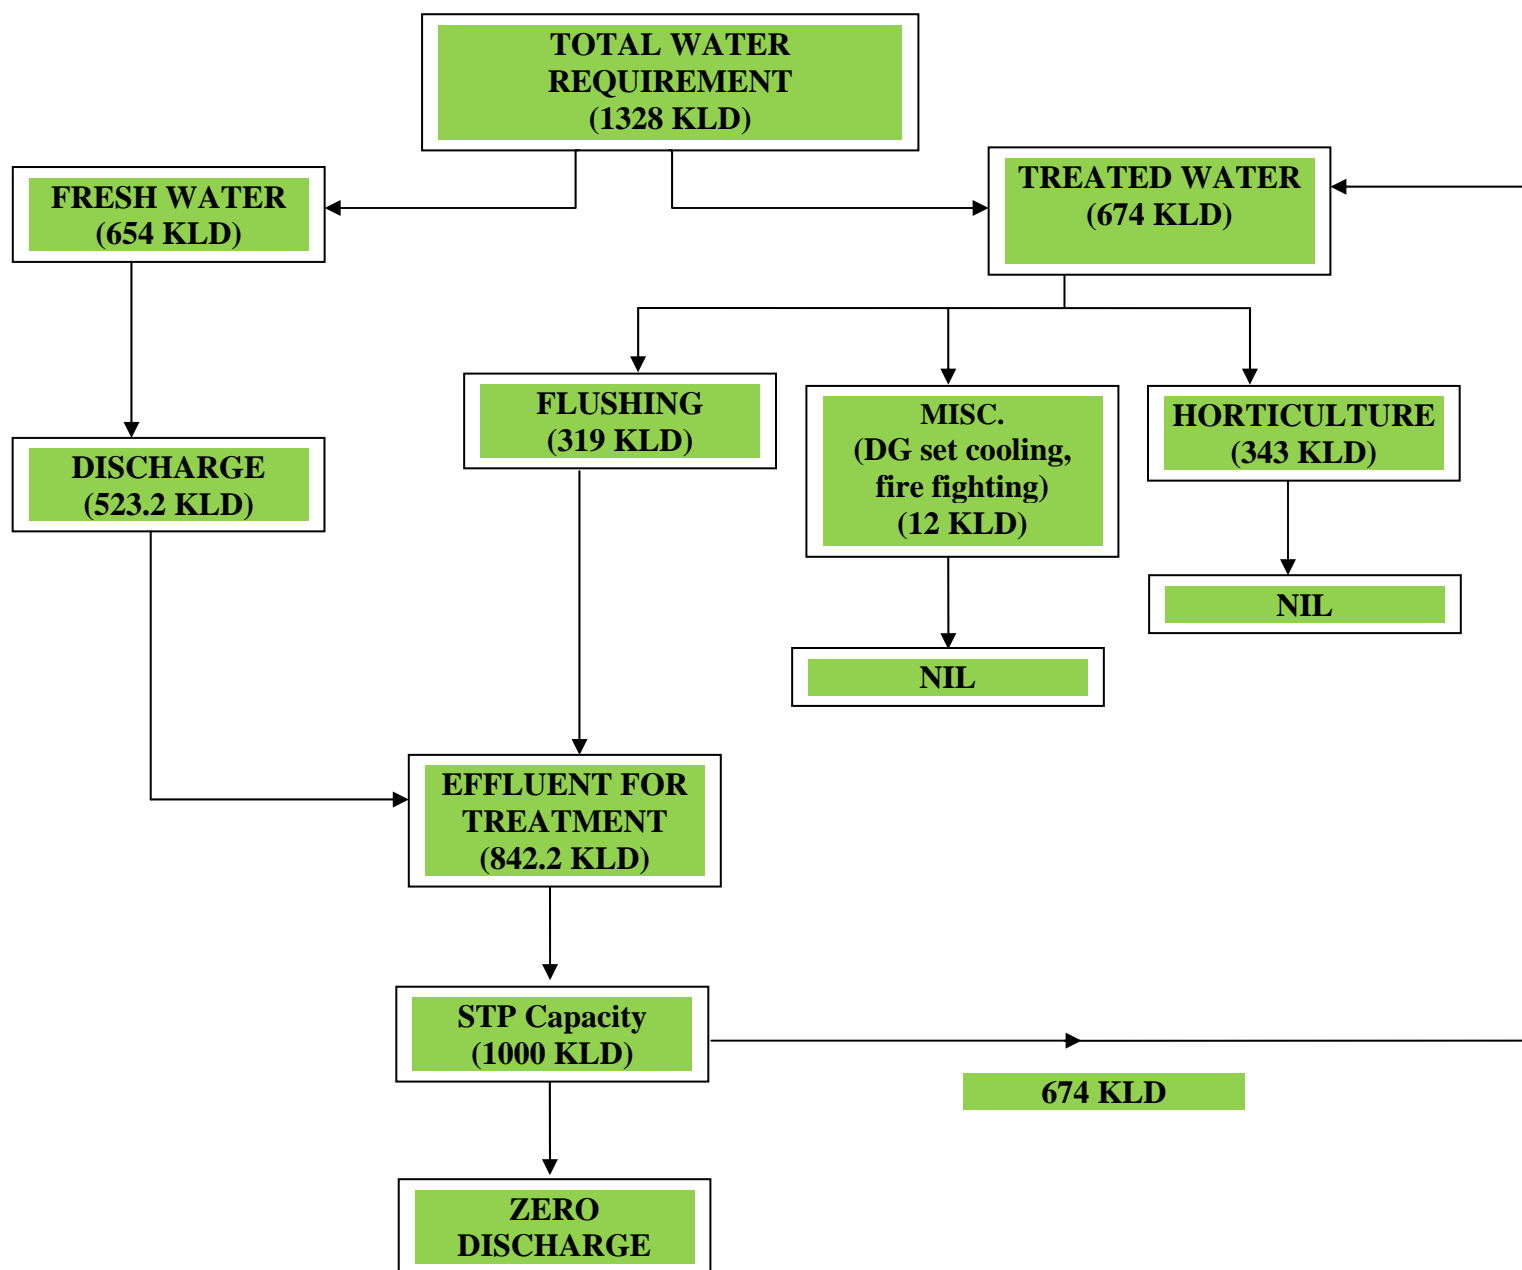 TOTAL WATER
REQUIREMENT
(1328 KLD)
FRESH WATER
(654 KLD)
TREATED WATER
(674 KLD)
FLUSHING
(319 KLD)
MISC.
(DG set cooling,
fire fighting)
(12 KLD)
HORTICULTURE
(343 KLD)
DISCHARGE
(523.2 KLD)
NIL
NIL
EFFLUENT FOR
TREATMENT
(842.2 KLD)
STP Capacity
(1000 KLD)
674 KLD
ZERO
DISCHARGE